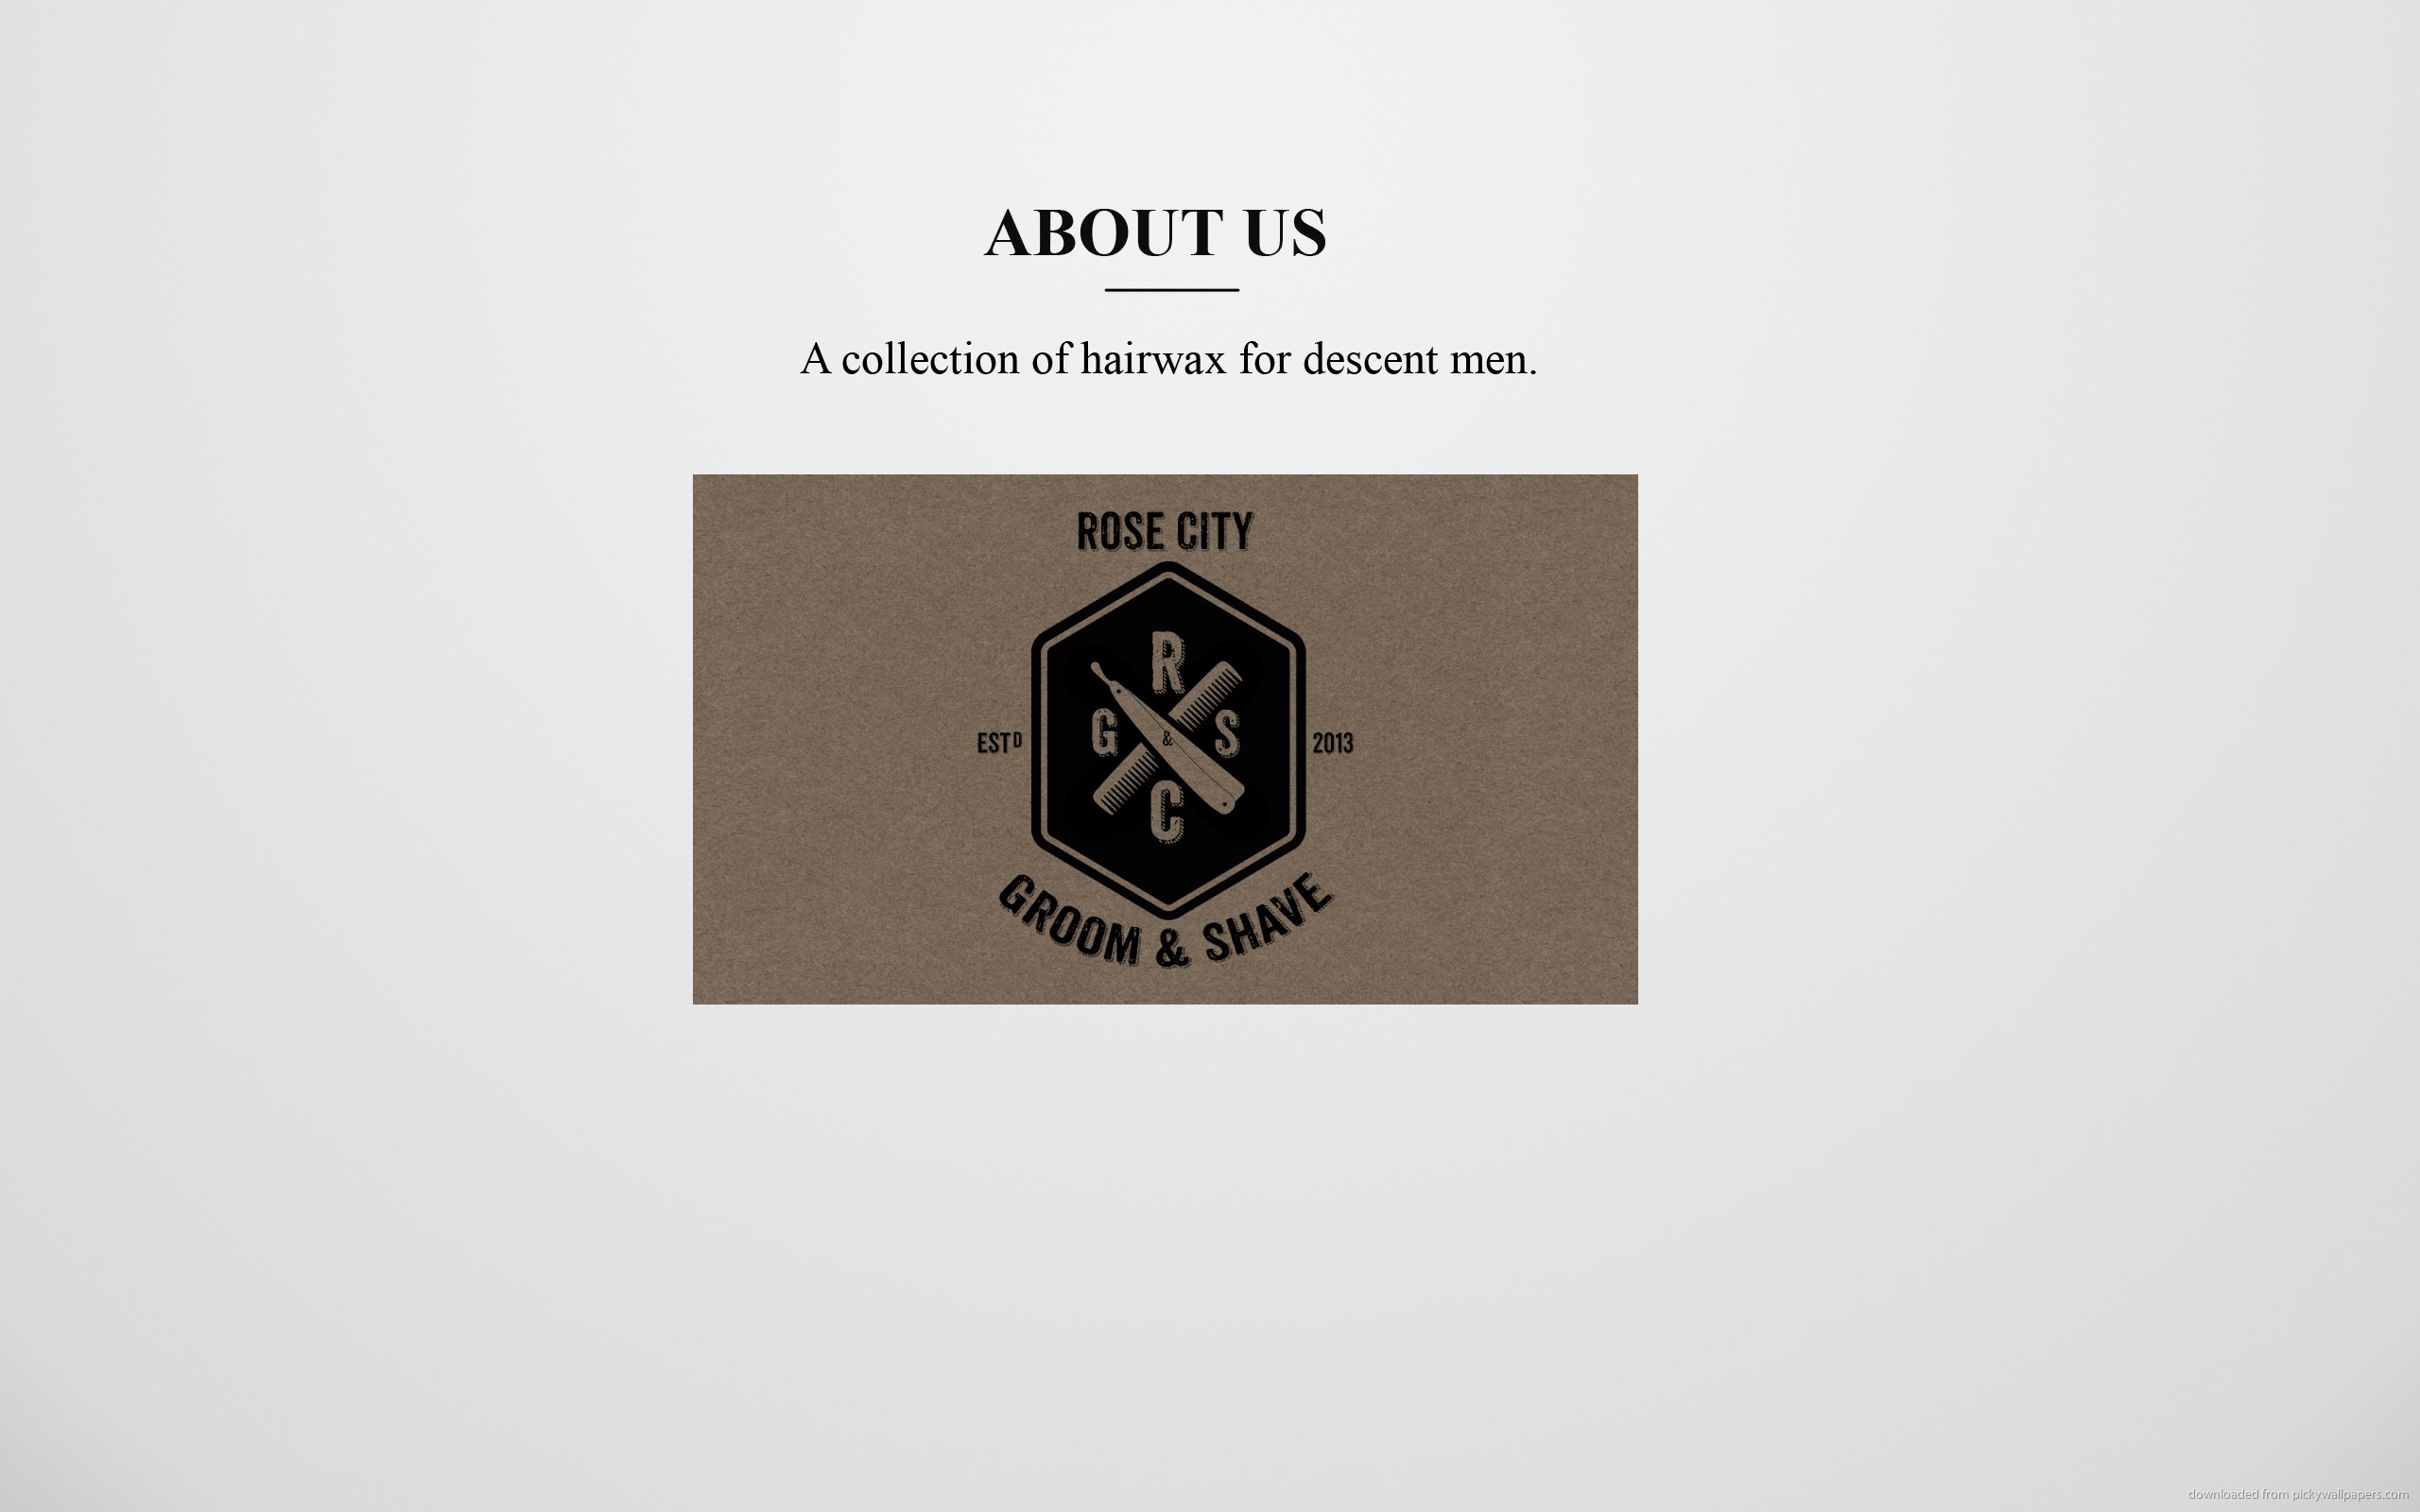 ABOUT US
A collection of hairwax for descent men.
ROSE CITY
R
G & S
C
ESTD 2013
GROOM & SHAVE
downloaded from pickywallpapers.com